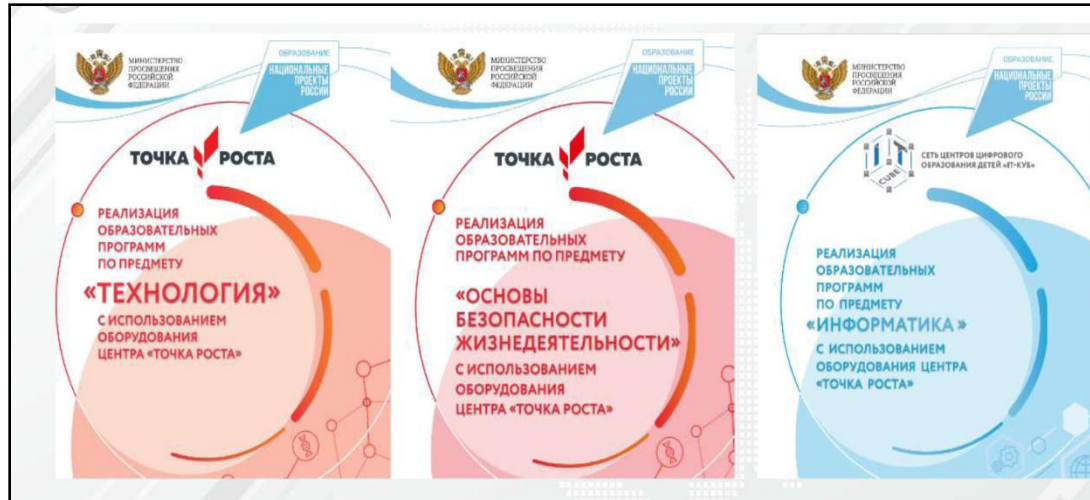 МИНИСТЕРСТВО
ПРОСВЕЩЕНИЯ
РОССИЙСКОЙ
ФЕДЕРАЦИИ
ОБРАЗОВАНИЕ
НАЦИОНАЛЬНЫЕ
ПРОЕКТЫ
РОССИИ
ТОЧКА РОСТА
РЕАЛИЗАЦИЯ
ОБРАЗОВАТЕЛЬНЫХ
ПРОГРАММ
ПО ПРЕДМЕТУ
«ТЕХНОЛОГИЯ»
С ИСПОЛЬЗОВАНИЕМ
ОБОРУДОВАНИЯ
ЦЕНТРА «ТОЧКА РОСТА»
МИНИСТЕРСТВО
ПРОСВЕЩЕНИЯ
РОССИЙСКОЙ
ФЕДЕРАЦИИ
ОБРАЗОВАНИЕ
НАЦИОНАЛЬНЫЕ
ПРОЕКТЫ
РОССИИ
ТОЧКА РОСТА
РЕАЛИЗАЦИЯ
ОБРАЗОВАТЕЛЬНЫХ
ПРОГРАММ ПО ПРЕДМЕТУ
«ОСНОВЫ
БЕЗОПАСНОСТИ
ЖИЗНЕДЕЯТЕЛЬНОСТИ»
С ИСПОЛЬЗОВАНИЕМ
ОБОРУДОВАНИЯ
ЦЕНТРА «ТОЧКА РОСТА»
МИНИСТЕРСТВО
ПРОСВЕЩЕНИЯ
РОССИЙСКОЙ
ФЕДЕРАЦИИ
ОБРАЗОВАНИЕ
НАЦИОНАЛЬНЫЕ
ПРОЕКТЫ
РОССИИ
IT
CUBE
СЕТЬ ЦЕНТРОВ ЦИФРОВОГО
ОБРАЗОВАНИЯ ДЕТЕЙ «IT-КУБ»
РЕАЛИЗАЦИЯ
ОБРАЗОВАТЕЛЬНЫХ
ПРОГРАММ
ПО ПРЕДМЕТУ
«ИНФОРМАТИКА»
С ИСПОЛЬЗОВАНИЕМ
ОБОРУДОВАНИЯ ЦЕНТРА
«ТОЧКА РОСТА»